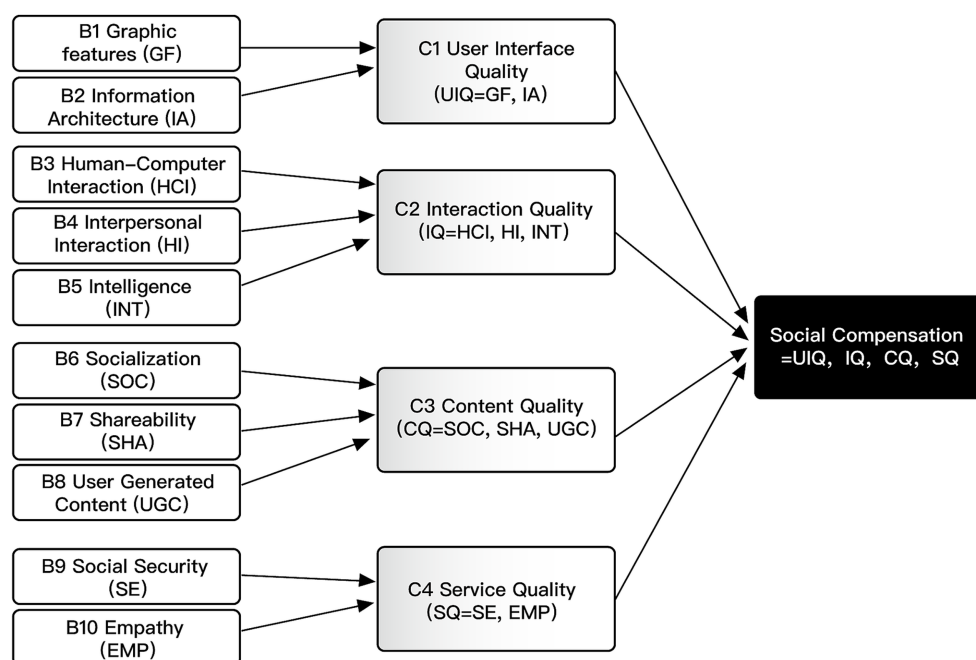 B1 Graphic
features (GF)
B2 Information
Architecture (IA)
B3 Human–Computer
Interaction (HCI)
B4 Interpersonal
Interaction (HI)
B5 Intelligence
(INT)
B6 Socialization
(SOC)
B7 Shareability
(SHA)
B8 User Generated
Content (UGC)
B9 Social Security
(SE)
B10 Empathy
(EMP)
C1 User Interface
Quality
(UIQ=GF, IA)
C2 Interaction Quality
(IQ=HCI, HI, INT)
C3 Content Quality
(CQ=SOC, SHA, UGC)
C4 Service Quality
(SQ=SE, EMP)
Social Compensation
=UIQ, IQ, CQ, SQ